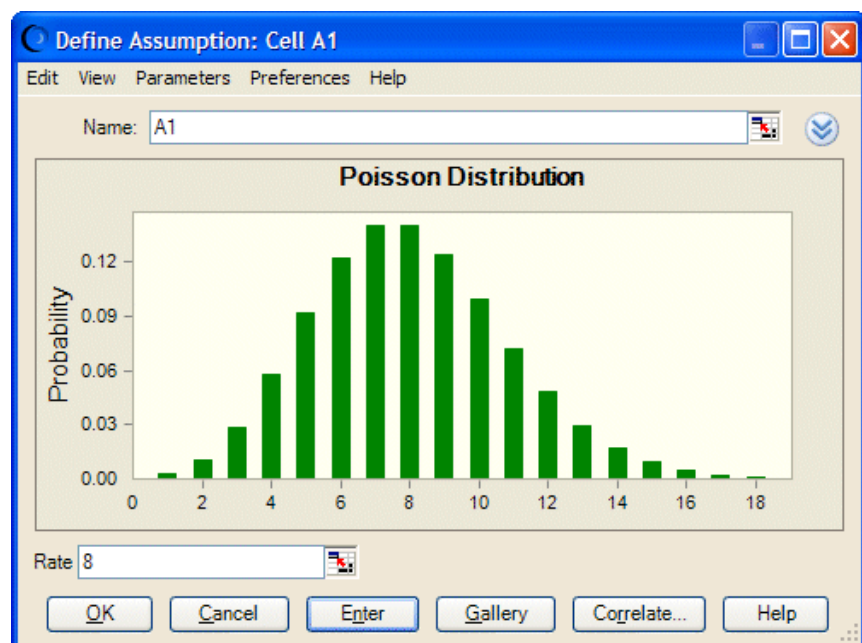 Define Assumption: Cell A1
Edit View Parameters Preferences Help
Name: A1
Poisson Distribution
Probability
0.12
0.09
0.06
0.03
0.00
0 2 4 6 8 10 12 14 16 18
Rate 8
OK Cancel Enter Gallery Correlate... Help